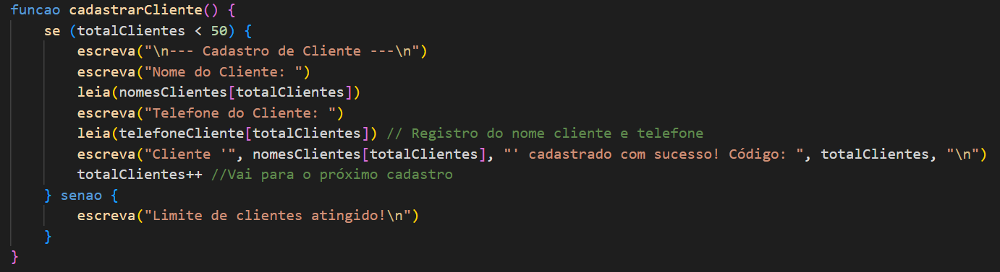 funcao cadastrarCliente() {
    se (totalClientes < 50) {
        escreva("\n--- Cadastro de Cliente ---\n")
        escreva("Nome do Cliente: ")
        leia(nomesClientes[totalClientes])
        escreva("Telefone do Cliente: ")
        leia(telefoneCliente[totalClientes]) // Registro do nome cliente e telefone
        escreva("Cliente '", nomesClientes[totalClientes], "' cadastrado com sucesso! Código: ", totalClientes, "\n")
        totalClientes++ //Vai para o próximo cadastro
    } senao {
        escreva("Limite de clientes atingido!\n")
    }
}